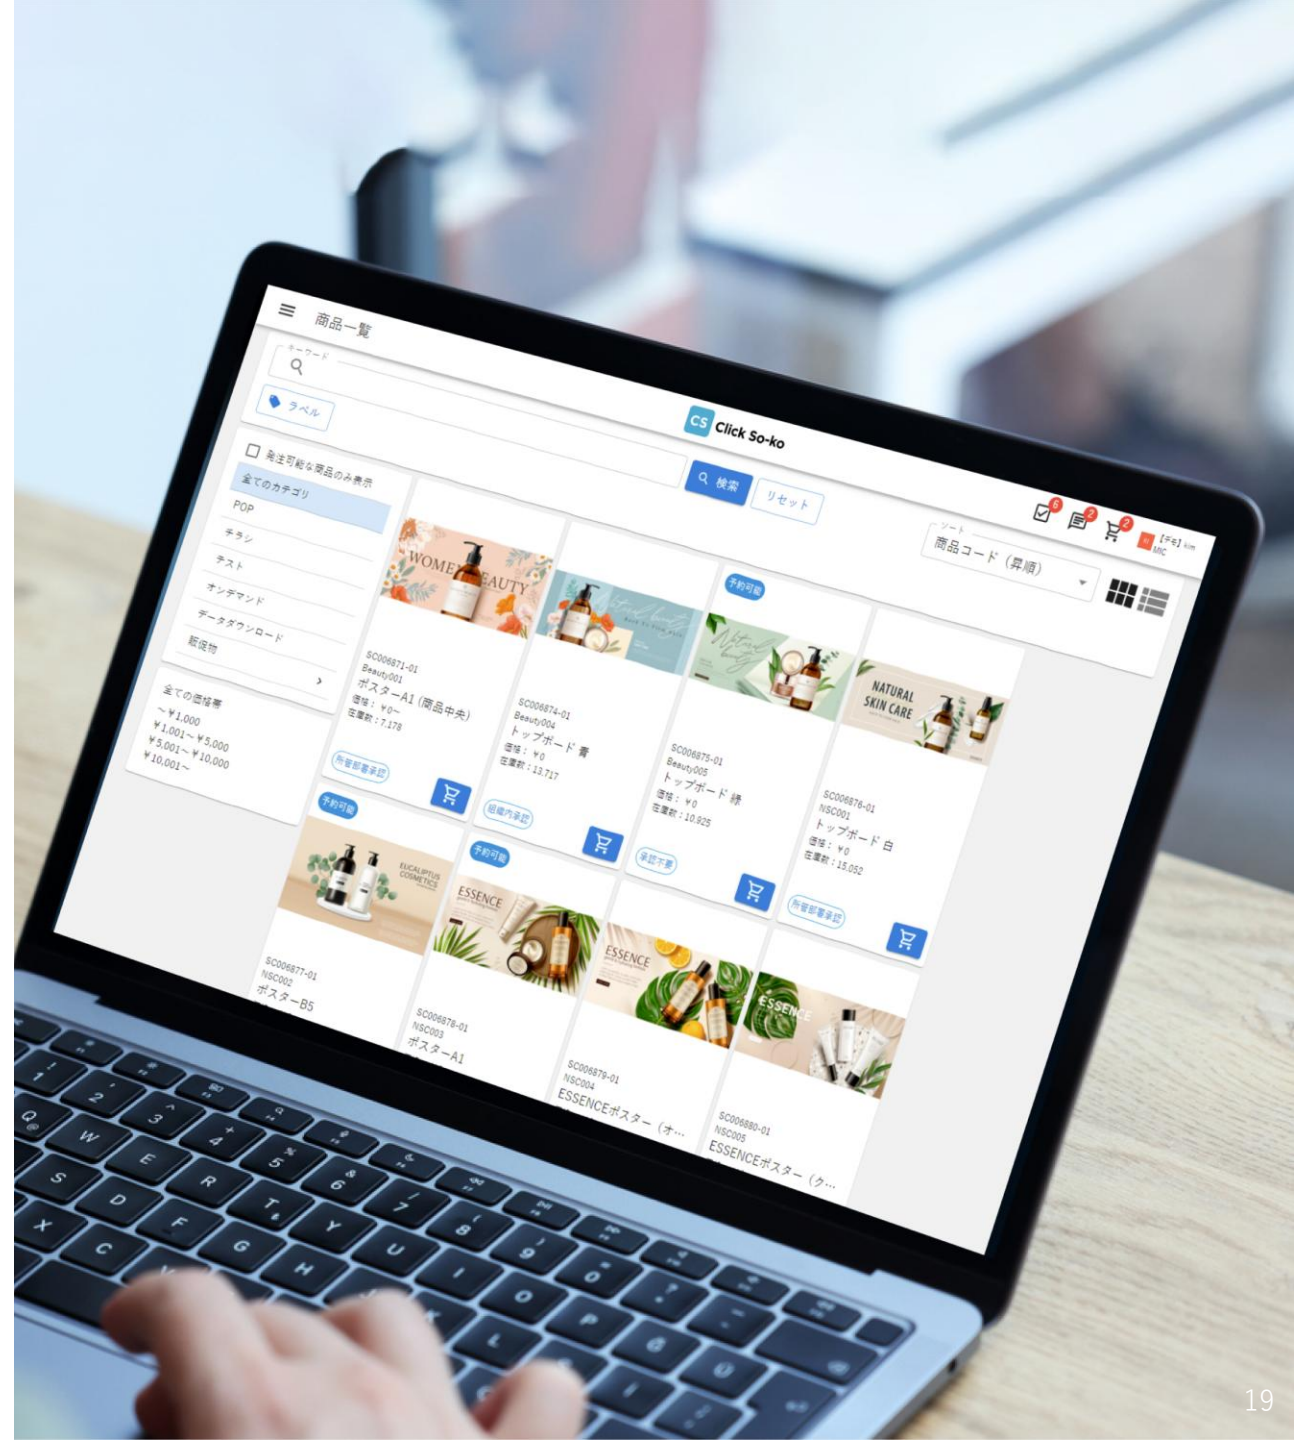 商品一覧
キーワード
ラベル
CS Click So-ko
検索
リセット
6
2
2
【デモ】kim
MIC
ソート
商品コード (昇順)
発注可能な商品のみ表示
全てのカテゴリ
POP
チラシ
テスト
オンデマンド
データダウンロード
販促物
全ての価格帯
～￥1,000
￥1,001～￥5,000
￥5,001～￥10,000
￥10,001～
WOMEN BEAUTY
SC006871-01
Beauty001
ポスターA1 (商品中央)
価格：￥0～
在庫数：7,178
所管部署承認
Natural beauty
SC006874-01
Beauty004
トップボード 青
価格：￥0
在庫数：13,717
組織内承認
予約可能
Natural beauty
SC006875-01
Beauty005
トップボード 緑
価格：￥0
在庫数：10,925
承認不要
NATURAL
SKIN CARE
SC006876-01
NSC001
トップボード 白
価格：￥0
在庫数：15,052
所管部署承認
予約可能
EUCALIPTUS
COSMETICS
SC006877-01
NSC002
ポスターB5
予約可能
ESSENCE
SC006878-01
NSC003
ポスターA1
ESSENCE
SC006879-01
NSC004
ESSENCEポスター (オ…
ESSENCE
SC006880-01
NSC005
ESSENCEポスター (ク…
19